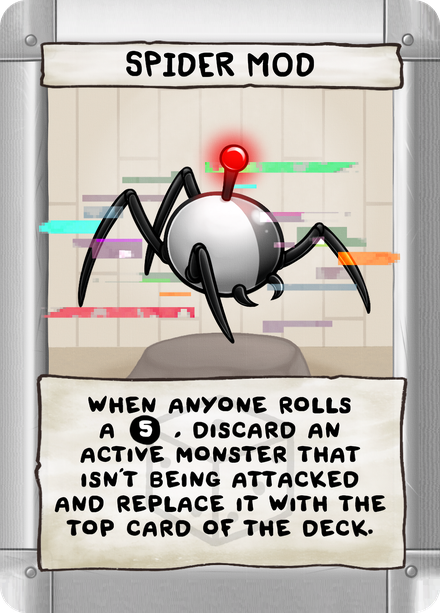 SPIDER MOD
WHEN ANYONE ROLLS
A 5 , DISCARD AN
ACTIVE MONSTER THAT
ISN'T BEING ATTACKED
AND REPLACE IT WITH THE
TOP CARD OF THE DECK.